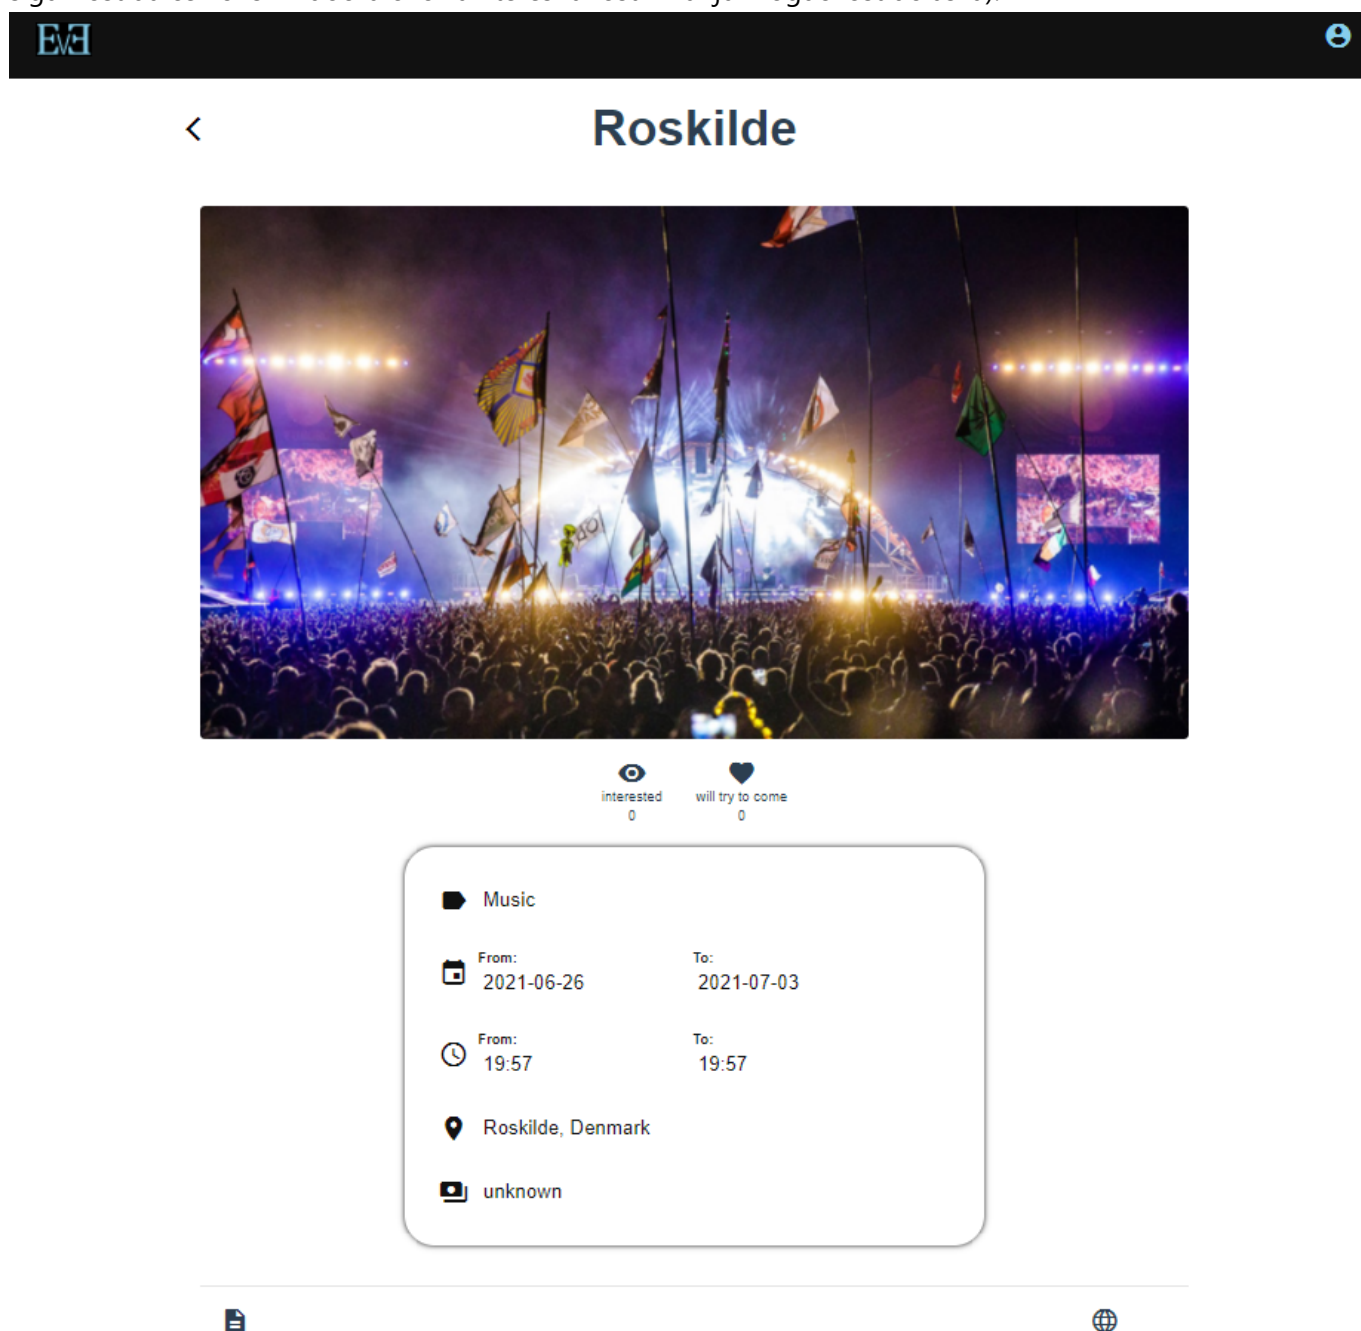 EVE
Roskilde
interested
will try to come
0
0
Music
From:
To:
2021-06-26
2021-07-03
From:
To:
19:57
19:57
Roskilde, Denmark
unknown